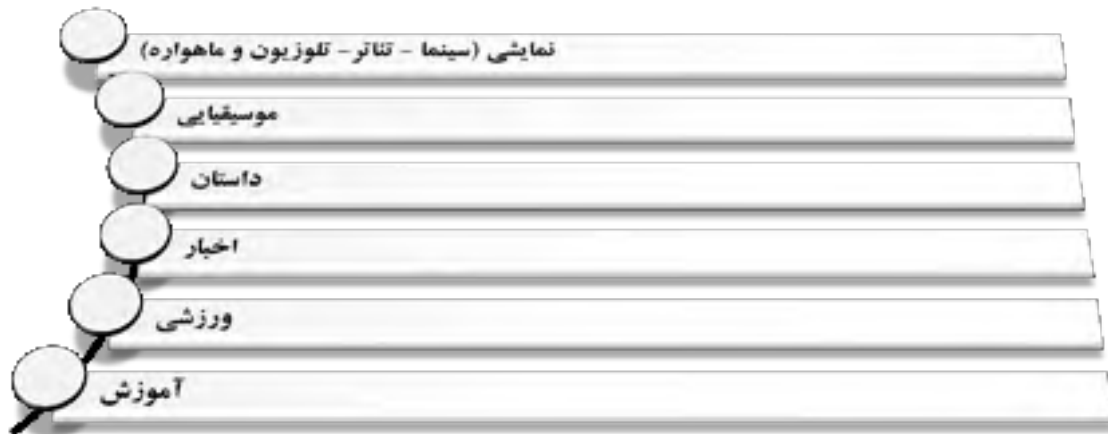 نمایشی (سینما - تئاتر- تلوزیون و ماهواره)
موسیقیایی
داستان
اخبار
ورزشی
آموزش